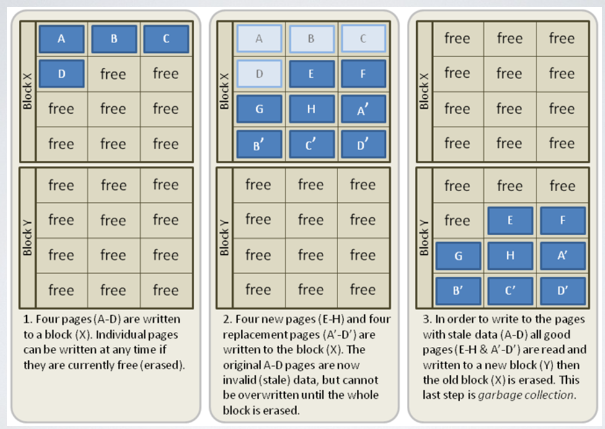 Block X
A B C
D free free
free free free
free free free
Block Y
free free free
free free free
free free free
free free free
1. Four pages (A-D) are written
to a block (X). Individual pages
can be written at any time if
they are currently free (erased).
Block X
A B C
D E F
G H A′
B′ C′ D′
Block Y
free free free
free free free
free free free
free free free
2. Four new pages (E-H) and four
replacement pages (A′-D′) are
written to the block (X). The
original A-D pages are now
invalid (stale) data, but cannot
be overwritten until the whole
block is erased.
Block X
free free free
free free free
free free free
free free free
Block Y
free free free
free E F
G H A′
B′ C′ D′
3. In order to write to the pages
with stale data (A-D) all good
pages (E-H & A′-D′) are read and
written to a new block (Y) then
the old block (X) is erased. This
last step is garbage collection.